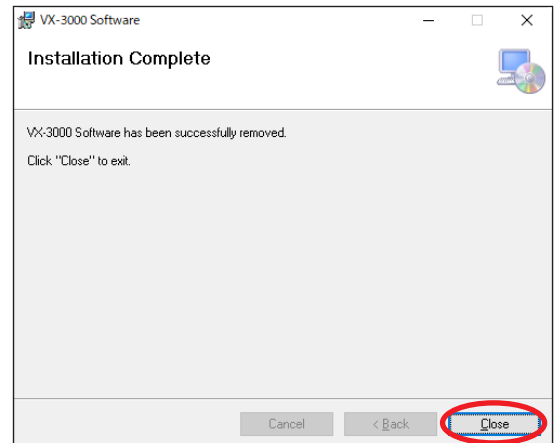 VX-3000 Software
Installation Complete
VX-3000 Software has been successfully removed.
Click "Close" to exit.
Cancel
< Back
Close